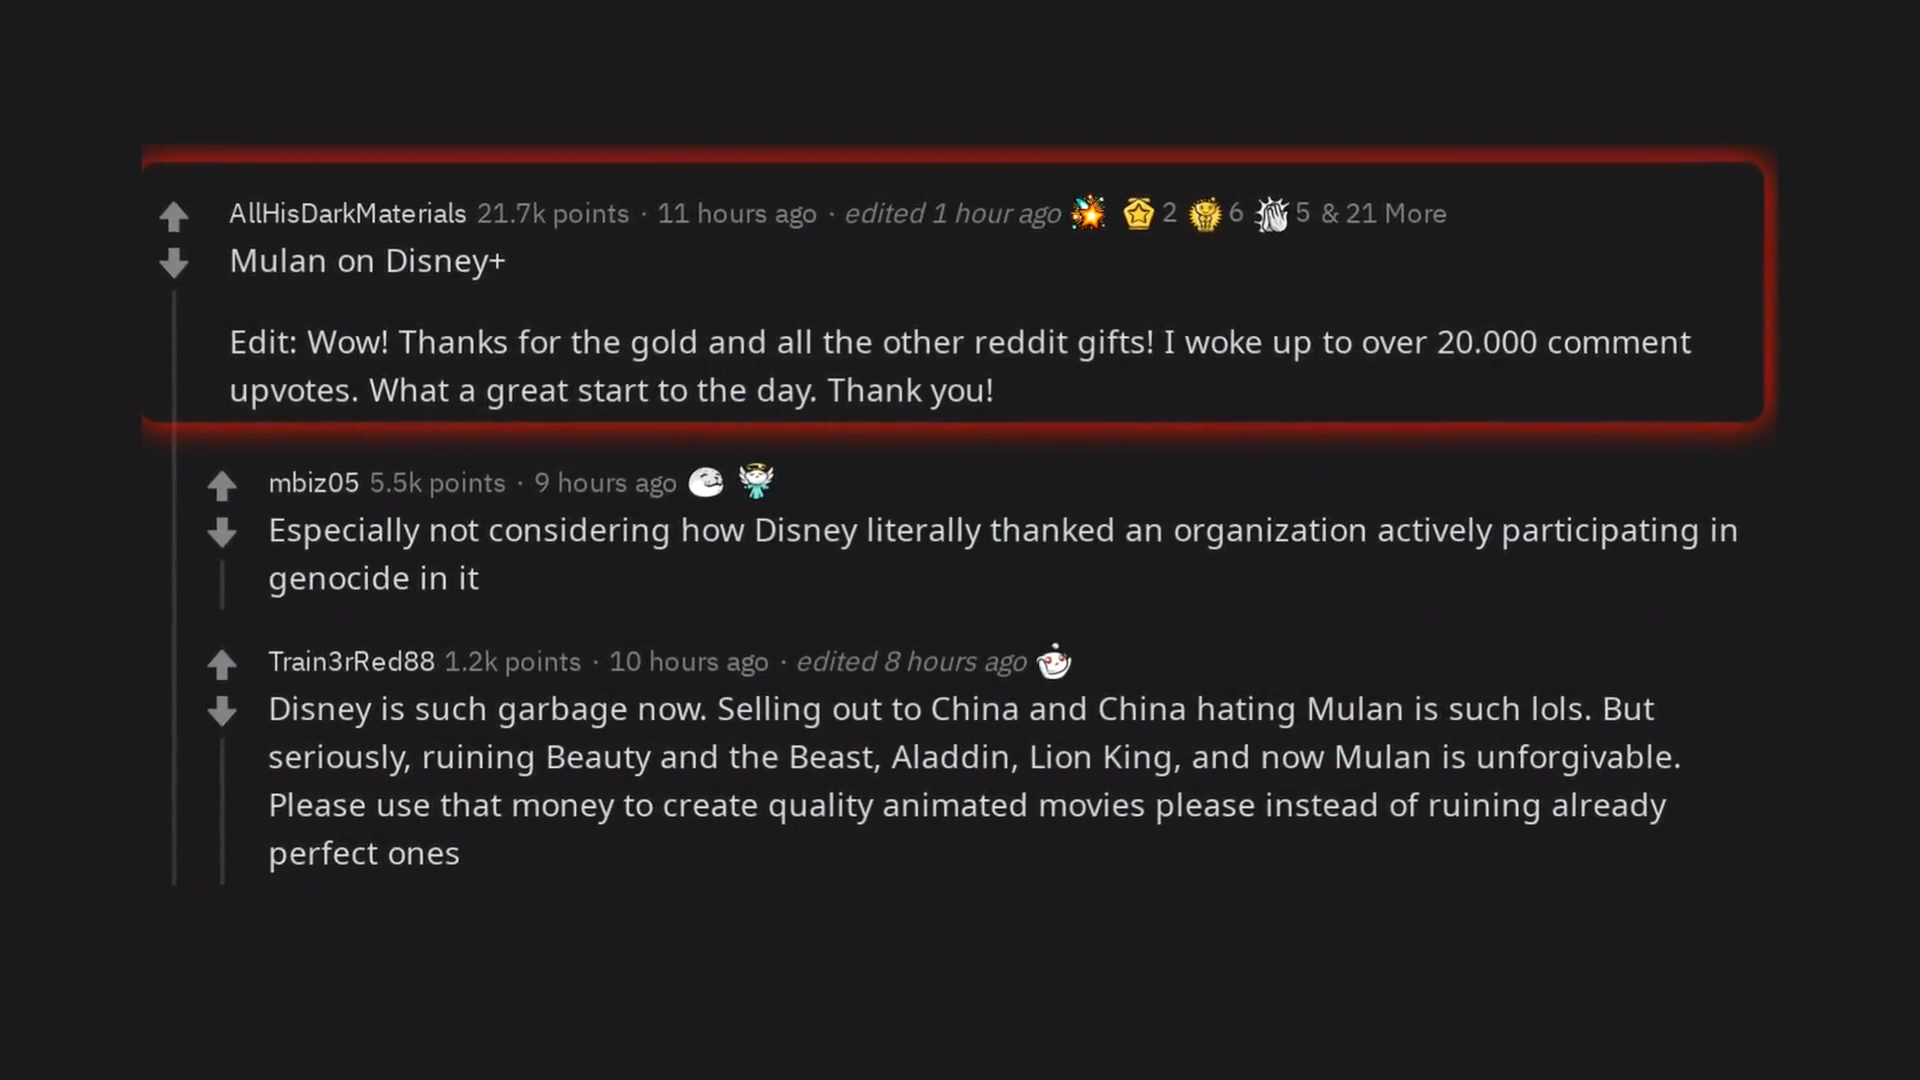 AllHisDarkMaterials 21.7k points · 11 hours ago · edited 1 hour ago 2 6 5 & 21 More
Mulan on Disney+
Edit: Wow! Thanks for the gold and all the other reddit gifts! I woke up to over 20.000 comment
upvotes. What a great start to the day. Thank you!
mbiz05 5.5k points · 9 hours ago
Especially not considering how Disney literally thanked an organization actively participating in
genocide in it
Train3rRed88 1.2k points · 10 hours ago · edited 8 hours ago
Disney is such garbage now. Selling out to China and China hating Mulan is such lols. But
seriously, ruining Beauty and the Beast, Aladdin, Lion King, and now Mulan is unforgivable.
Please use that money to create quality animated movies please instead of ruining already
perfect ones